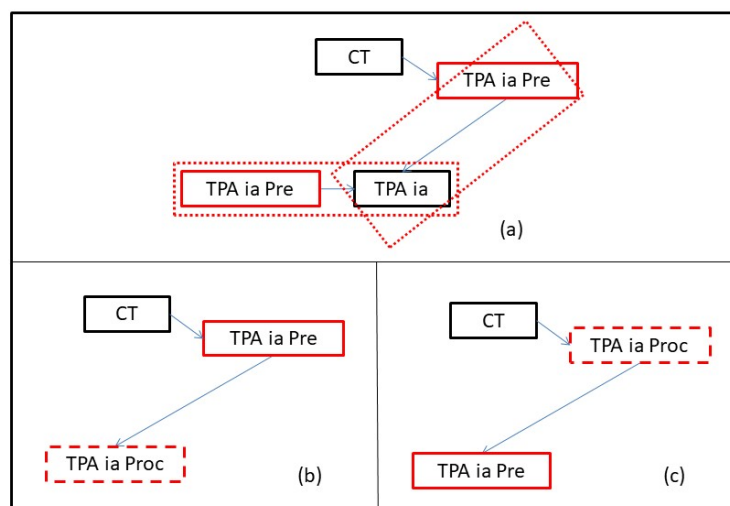 CT
TPA ia Pre
TPA ia Pre
TPA ia
(a)
CT
TPA ia Pre
TPA ia Proc
(b)
CT
TPA ia Proc
TPA ia Pre
(c)